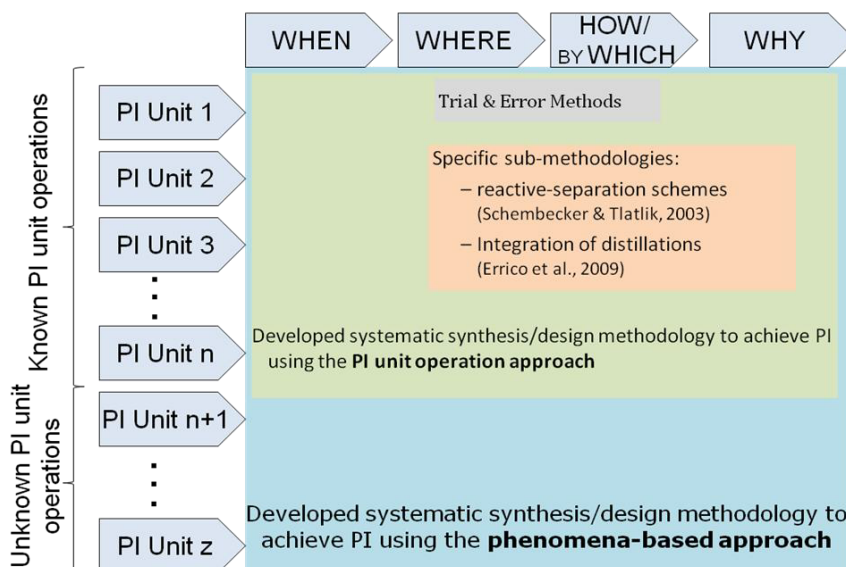 WHEN
WHERE
HOW/
BY WHICH
WHY
Known PI unit operations
PI Unit 1
PI Unit 2
PI Unit 3
PI Unit n
Unknown PI unit
operations
PI Unit n+1
PI Unit z
Trial & Error Methods
Specific sub-methodologies:
– reactive-separation schemes
(Schembecker & Tlatlik, 2003)
– Integration of distillations
(Errico et al., 2009)
Developed systematic synthesis/design methodology to achieve PI
using the PI unit operation approach
Developed systematic synthesis/design methodology to
achieve PI using the phenomena-based approach